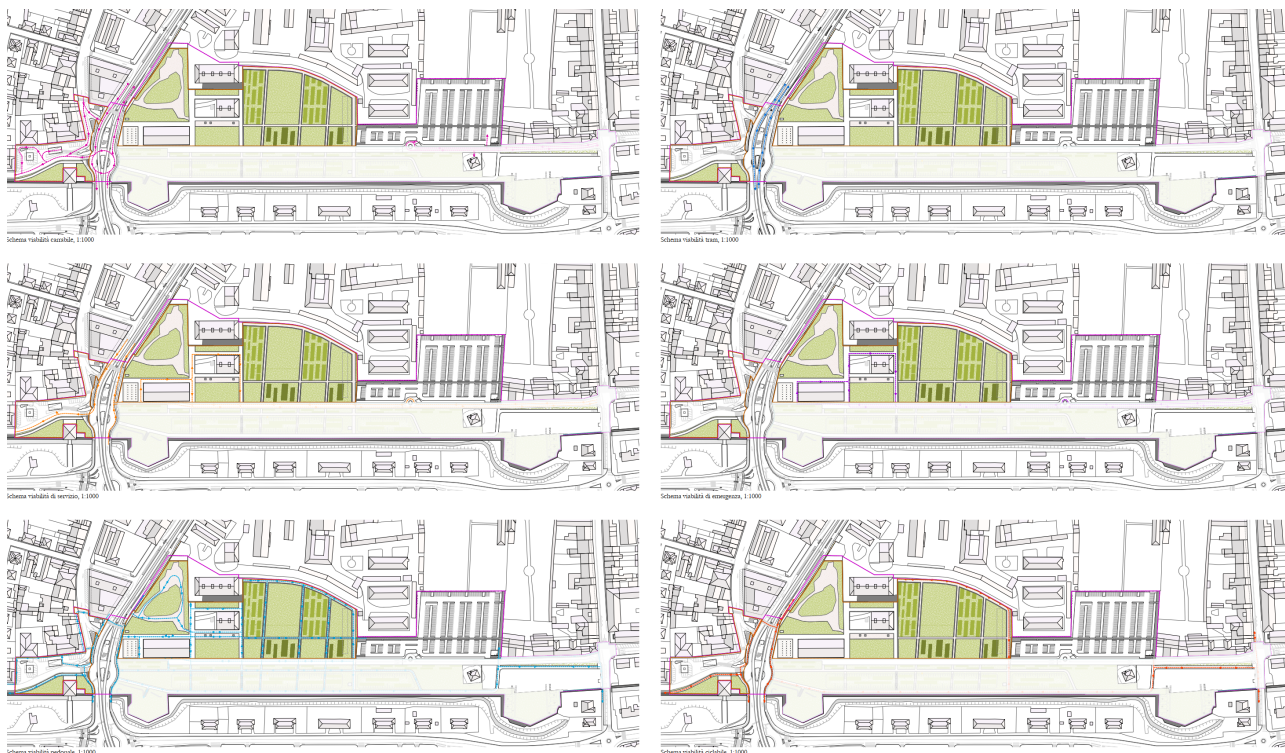 Schema viabilità carrabile, 1:1000
Schema viabilità tram, 1:1000
Schema viabilità di servizio, 1:1000
Schema viabilità di emergenza, 1:1000
Schema viabilità pedonale, 1:1000
Schema viabilità ciclabile, 1:1000